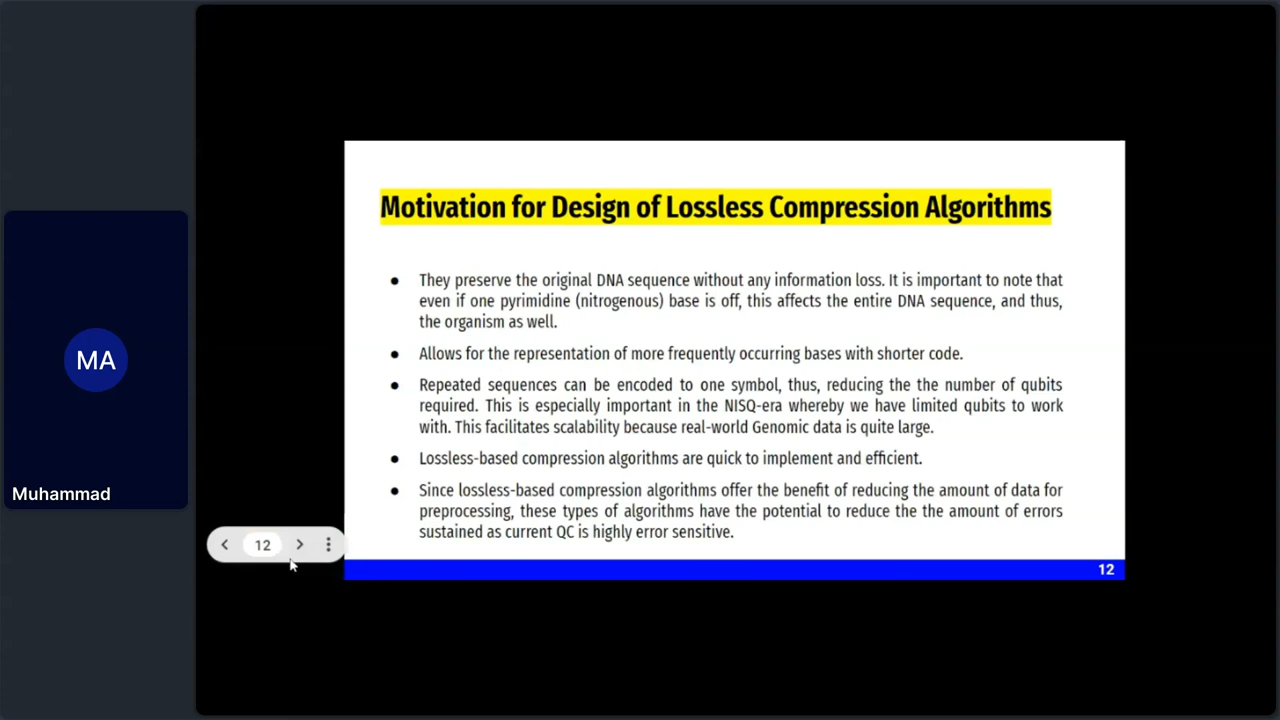 MA
Muhammad
Motivation for Design of Lossless Compression Algorithms
● They preserve the original DNA sequence without any information loss. It is important to note that
even if one pyrimidine (nitrogenous) base is off, this affects the entire DNA sequence, and thus,
the organism as well.
● Allows for the representation of more frequently occurring bases with shorter code.
● Repeated sequences can be encoded to one symbol, thus, reducing the the number of qubits
required. This is especially important in the NISQ-era whereby we have limited qubits to work
with. This facilitates scalability because real-world Genomic data is quite large.
● Lossless-based compression algorithms are quick to implement and efficient.
● Since lossless-based compression algorithms offer the benefit of reducing the amount of data for
preprocessing, these types of algorithms have the potential to reduce the the amount of errors
sustained as current QC is highly error sensitive.
12
12